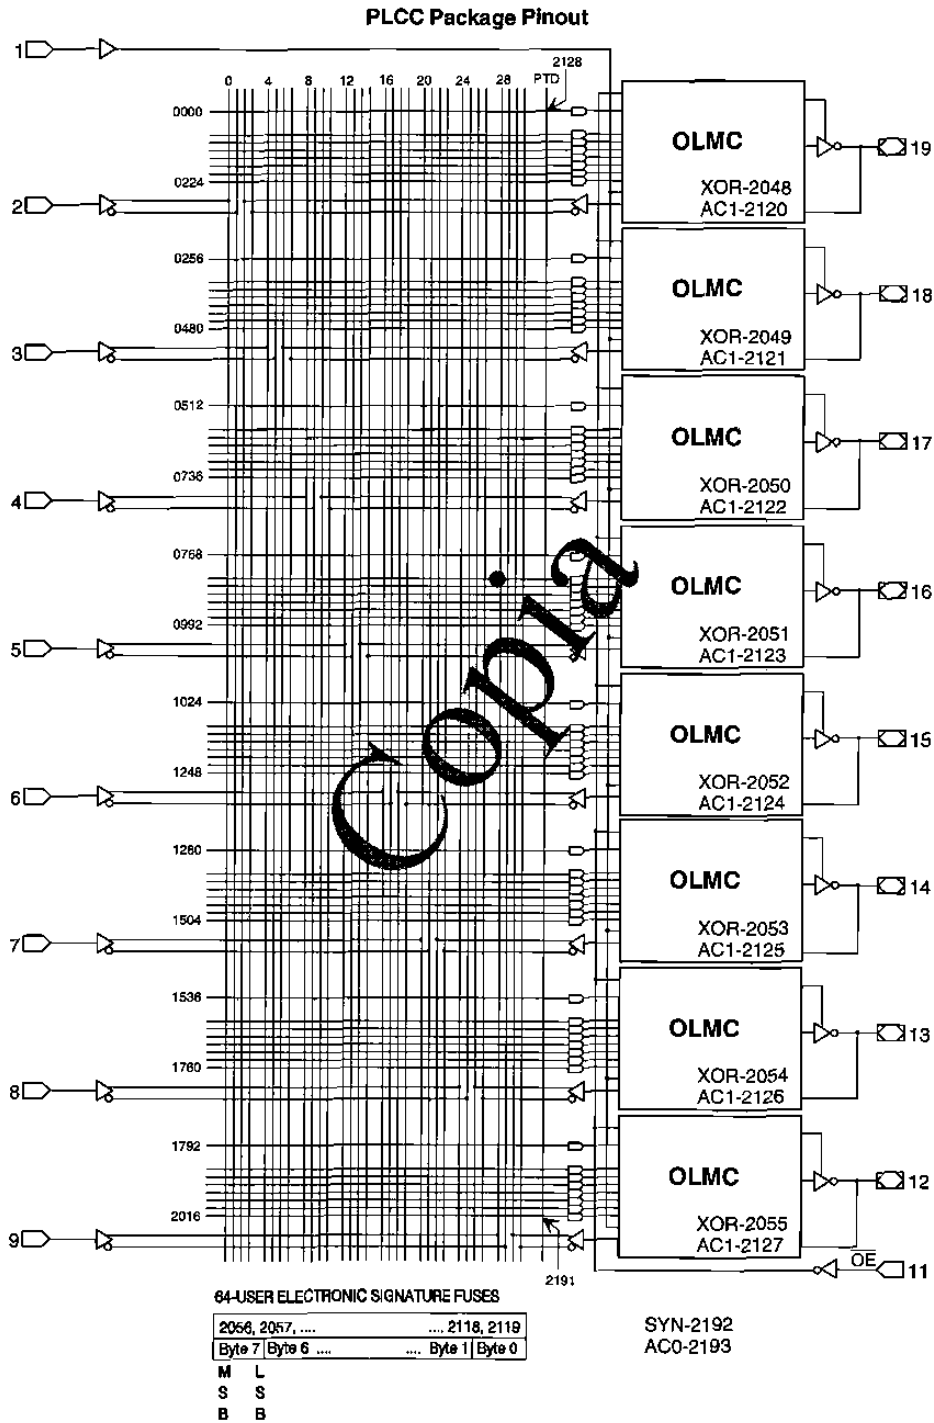 PLCC Package Pinout
1
2128
0 4 8 12 16 20 24 28 PTD
0000
OLMC
19
0224
XOR-2048
2
AC1-2120
0256
OLMC
18
0480
XOR-2049
3
AC1-2121
0512
OLMC
17
0736
XOR-2050
4
AC1-2122
0768
OLMC
16
0992
XOR-2051
5
AC1-2123
1024
OLMC
15
1248
XOR-2052
6
AC1-2124
1280
OLMC
14
1504
XOR-2053
7
AC1-2125
1536
OLMC
13
1760
XOR-2054
8
AC1-2126
1792
OLMC
12
2016
XOR-2055
9
AC1-2127
OE
11
2191
Copia
64-USER ELECTRONIC SIGNATURE FUSES
2056, 2057, .... .... 2118, 2119
Byte 7 Byte 6 .... .... Byte 1 Byte 0
M L
S S
B B
SYN-2192
AC0-2193